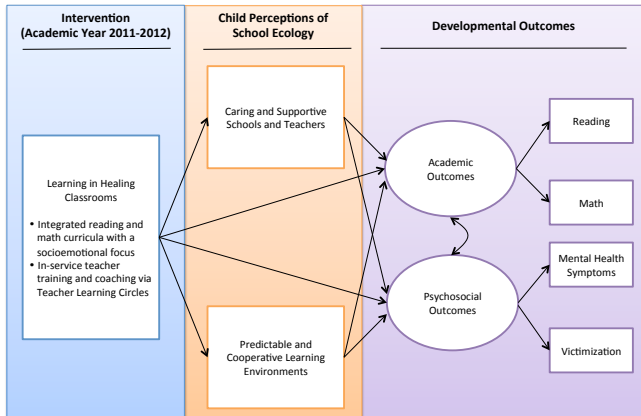 Intervention
(Academic Year 2011-2012)
Child Perceptions of
School Ecology
Developmental Outcomes
Learning in Healing
Classrooms
• Integrated reading and
math curricula with a
socioemotional focus
• In-service teacher
training and coaching via
Teacher Learning Circles
Caring and Supportive
Schools and Teachers
Predictable and
Cooperative Learning
Environments
Academic
Outcomes
Psychosocial
Outcomes
Reading
Math
Mental Health
Symptoms
Victimization